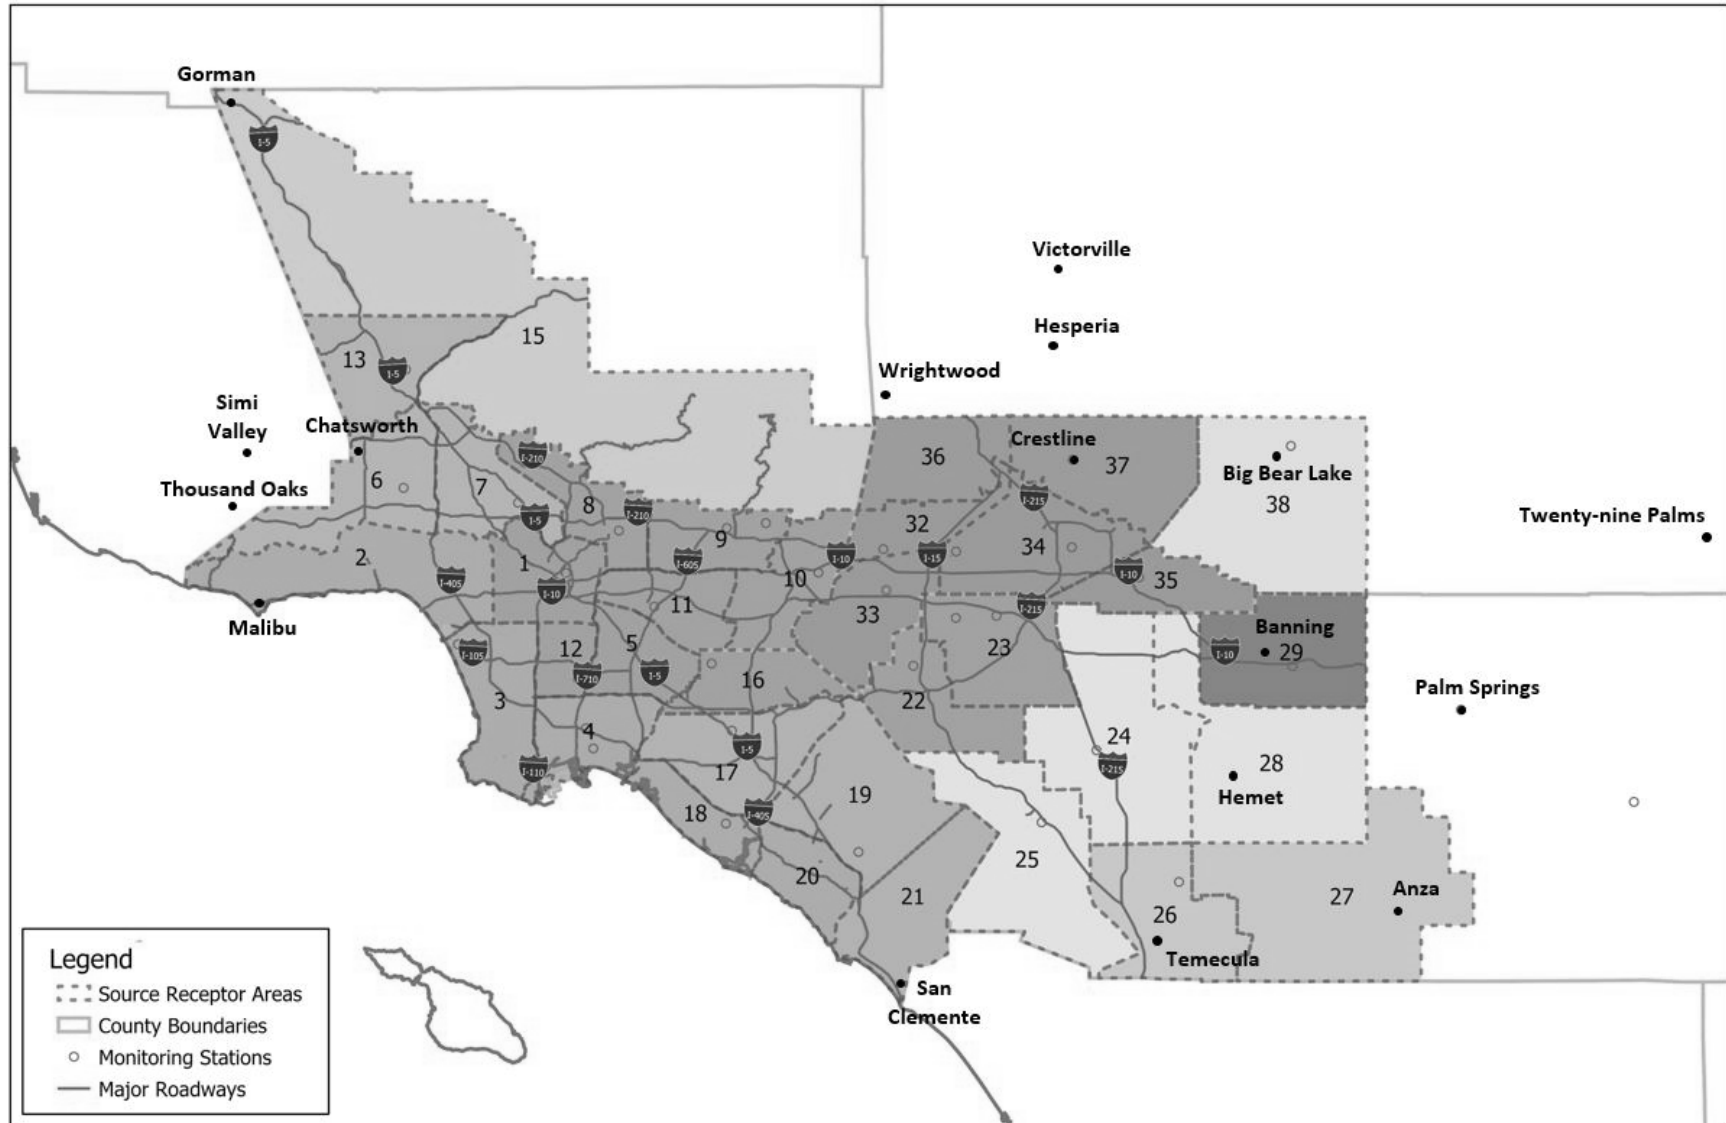 Gorman
I-5
Victorville
Hesperia
15
13
I-5
Wrightwood
Simi
Valley
Chatsworth
Crestline
36
37
I-210
Big Bear Lake
6
7
Thousand Oaks
8
I-210
I-215
38
I-5
32
Twenty-nine Palms
9
2
1
I-605
I-10
I-15
34
I-405
I-10
10
I-10
35
11
33
I-215
Malibu
Banning
12
5
23
I-105
I-10
29
I-710
I-5
16
3
22
Palm Springs
4
24
I-5
I-110
17
I-215
28
19
Hemet
18
I-405
25
20
21
27
Anza
26
Temecula
San
Clemente
Legend
Source Receptor Areas
County Boundaries
Monitoring Stations
Major Roadways